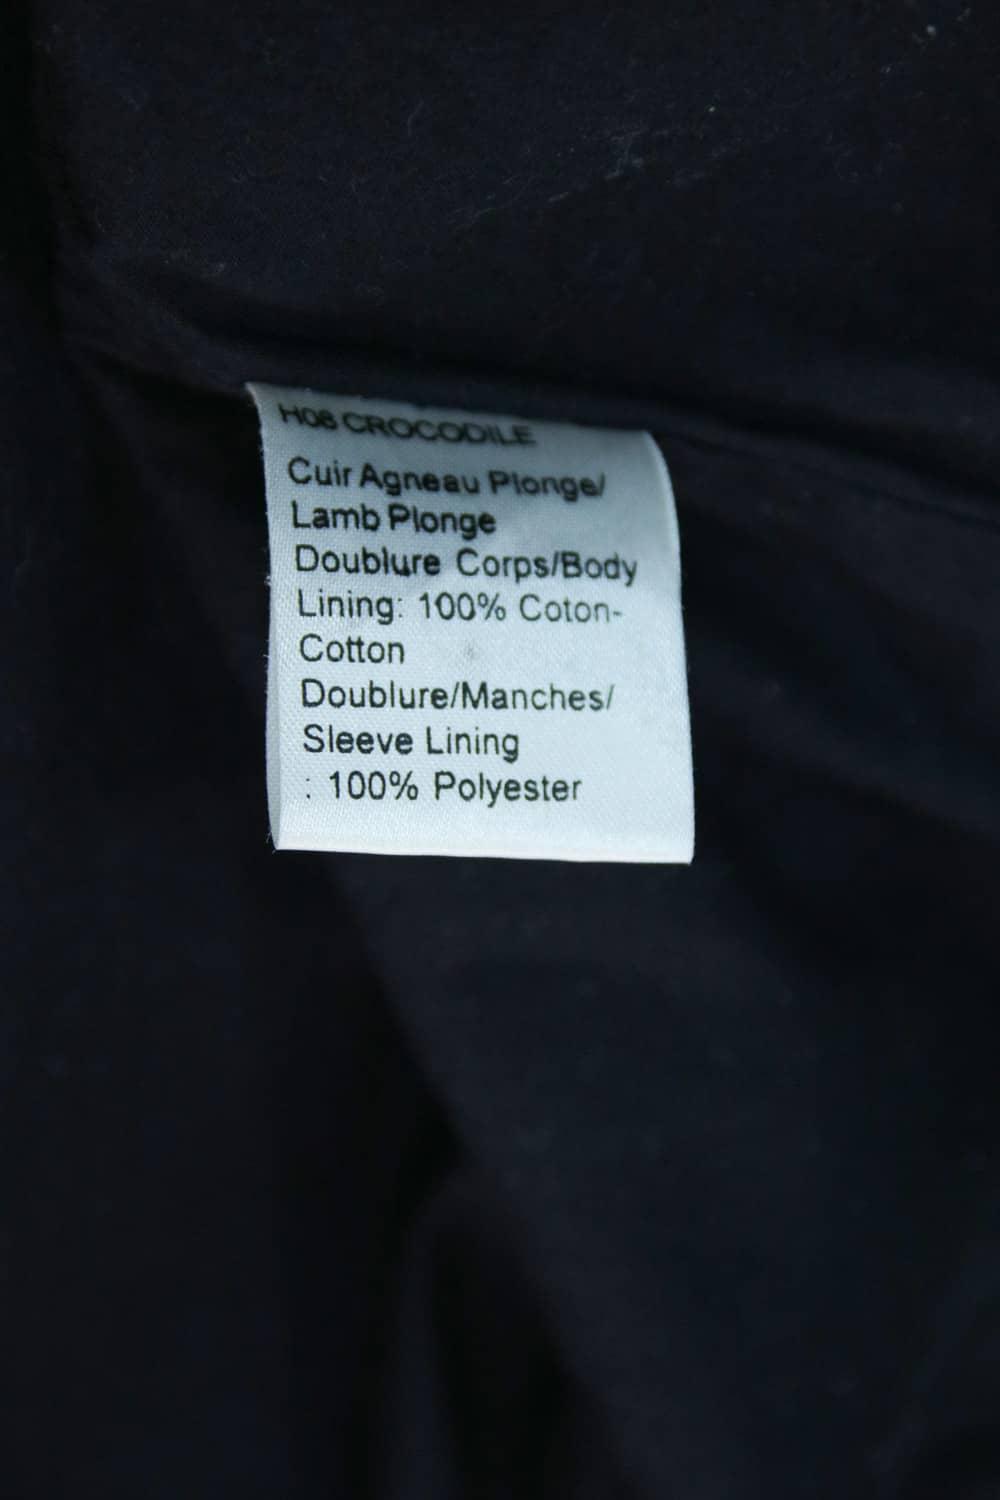 H08 CROCODILE
Cuir Agneau Plonge/
Lamb Plonge
Doublure Corps/Body
Lining: 100% Coton-
Cotton
Doublure/Manches/
Sleeve Lining
: 100% Polyester